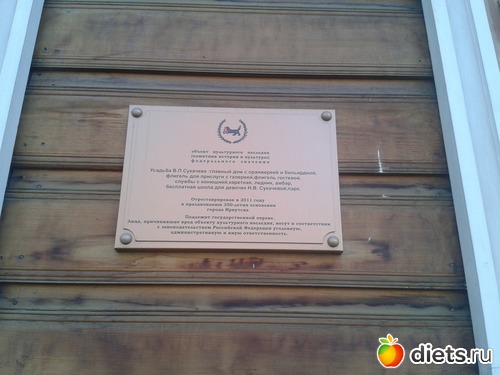 объект культурного наследия
(памятник истории и культуры)
федерального значения
Усадьба В.П.Сукачева :главный дом с оранжереей и бильярдной,
флигель для прислуги с галереей,флигель гостевой,
службы с конюшней,каретная, ледник, амбар,
бесплатная школа для девочек Н.В. Сукачевой,парк.
Отреставрирован в 2011 году
к празднованию 350-летия основания
города Иркутска
Подлежит государственной охране.
Лица, причинившие вред объекту культурного наследия, несут в соответствии
с законодательством Российской Федерации уголовную,
административную и иную ответственность.
diets.ru